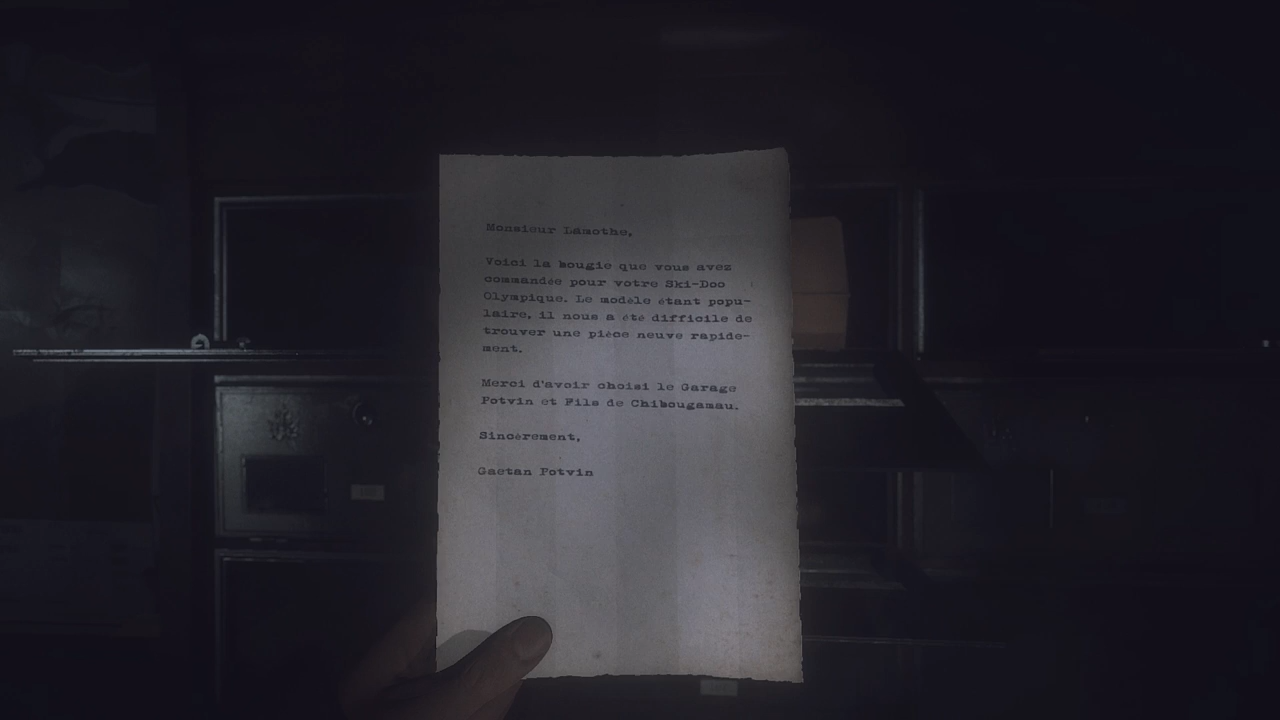 Monsieur Lamothe,
Voici la bougie que vous avez
commandée pour votre Ski-Doo
Olympique. Le modèle étant popu-
laire, il nous a été difficile de
trouver une pièce neuve rapide-
ment.
Merci d'avoir choisi le Garage
Potvin et Fils de Chibougamau.
Sincèrement,
Gaetan Potvin